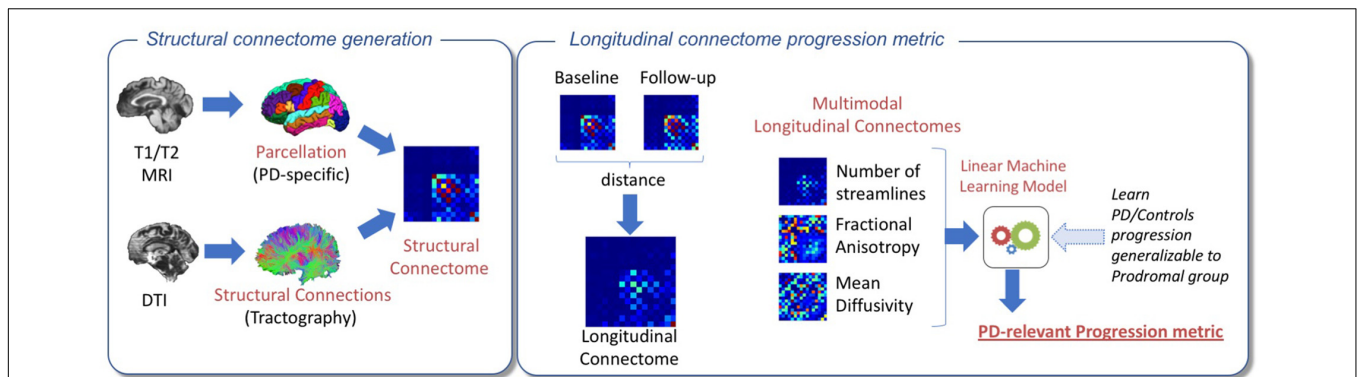 Structural connectome generation
T1/T2
MRI
Parcellation
(PD-specific)
DTI
Structural Connections
(Tractography)
Structural
Connectome
Longitudinal connectome progression metric
Baseline
Follow-up
distance
Longitudinal
Connectome
Multimodal
Longitudinal Connectomes
Number of
streamlines
Fractional
Anisotropy
Mean
Diffusivity
Linear Machine
Learning Model
Learn
PD/Controls
progression
generalizable to
Prodromal group
PD-relevant Progression metric